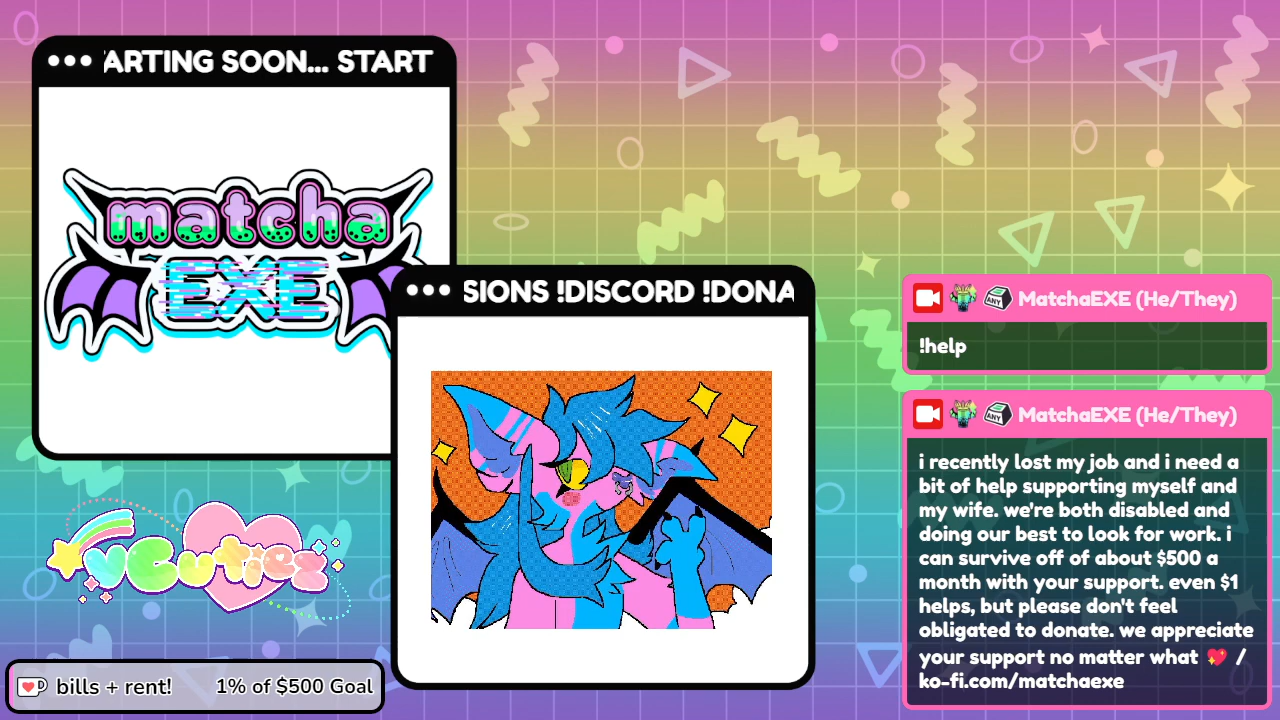 ARTING SOON... START
matcha
EXE
SIONS !DISCORD !DONA
vCutiez
bills + rent! 1% of $500 Goal
ANY MatchaEXE (He/They)
!help
ANY MatchaEXE (He/They)
i recently lost my job and i need a
bit of help supporting myself and
my wife. we're both disabled and
doing our best to look for work. i
can survive off of about $500 a
month with your support. even $1
helps, but please don't feel
obligated to donate. we appreciate
your support no matter what 💖 /
ko-fi.com/matchaexe